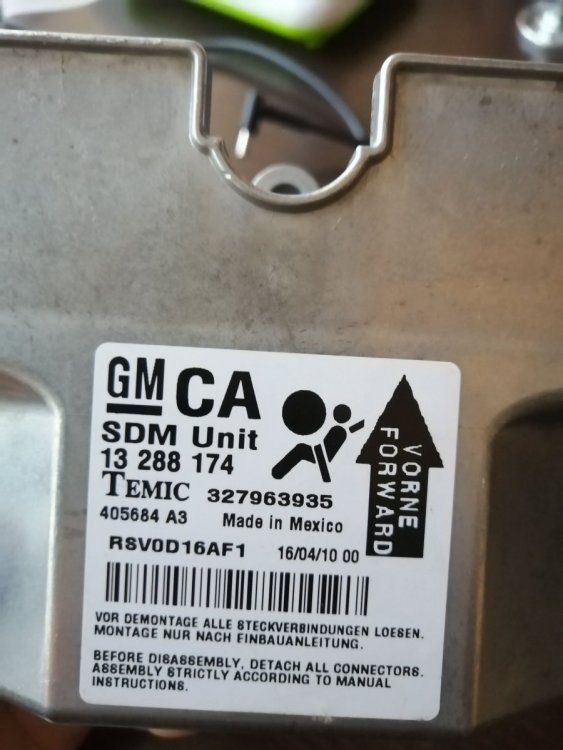 GM CA
SDM Unit
13 288 174
TEMIC 327963935
405684 A3 Made in Mexico
RSV0D16AF1 16/04/10 00
VORNE
FORWARD
VOR DEMONTAGE ALLE STECKVERBINDUNGEN LOESEN.
MONTAGE NUR NACH EINBAUANLEITUNG.
BEFORE DISASSEMBLY, DETACH ALL CONNECTORS.
ASSEMBLY STRICTLY ACCORDING TO MANUAL
INSTRUCTIONS.